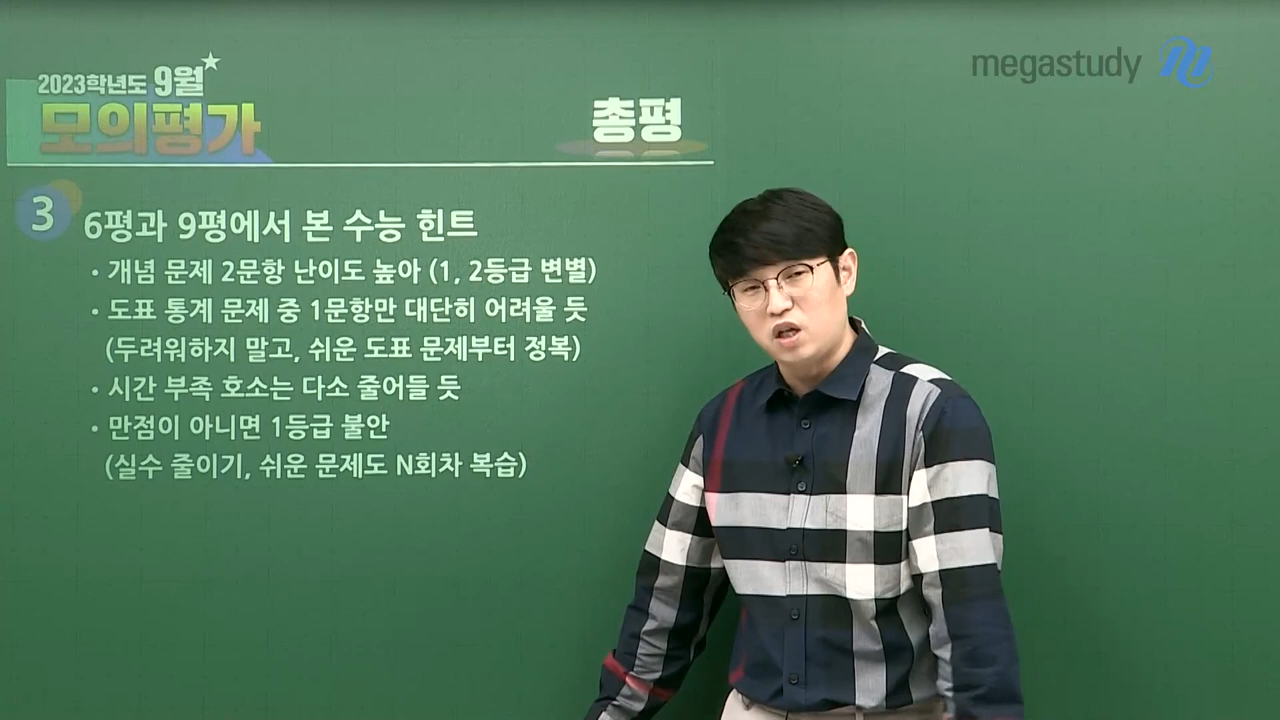 2023학년도 9월
모의평가
총평
megastudy
3
6평과 9평에서 본 수능 힌트
• 개념 문제 2문항 난이도 높아 (1, 2등급 변별)
• 도표 통계 문제 중 1문항만 대단히 어려울 듯
(두려워하지 말고, 쉬운 도표 문제부터 정복)
• 시간 부족 호소는 다소 줄어들 듯
• 만점이 아니면 1등급 불안
(실수 줄이기, 쉬운 문제도 N회차 복습)